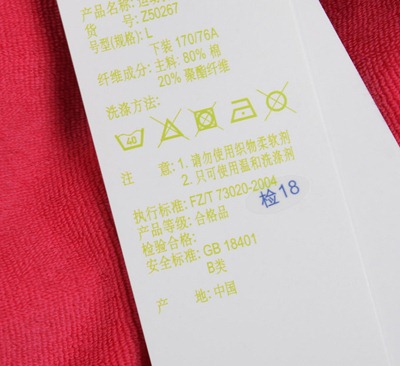 产品名称: 运动
货 号: Z50267
号型(规格): L
下装 170/76A
纤维成分: 主料: 80% 棉
20% 聚酯纤维
洗涤方法:
40
注 意: 1. 请勿使用织物柔软剂
2. 只可使用温和洗涤剂
执行标准: FZ/T 73020-2004
产品等级: 合格品
检验合格:
检18
安全标准: GB 18401
B类
产 地: 中国